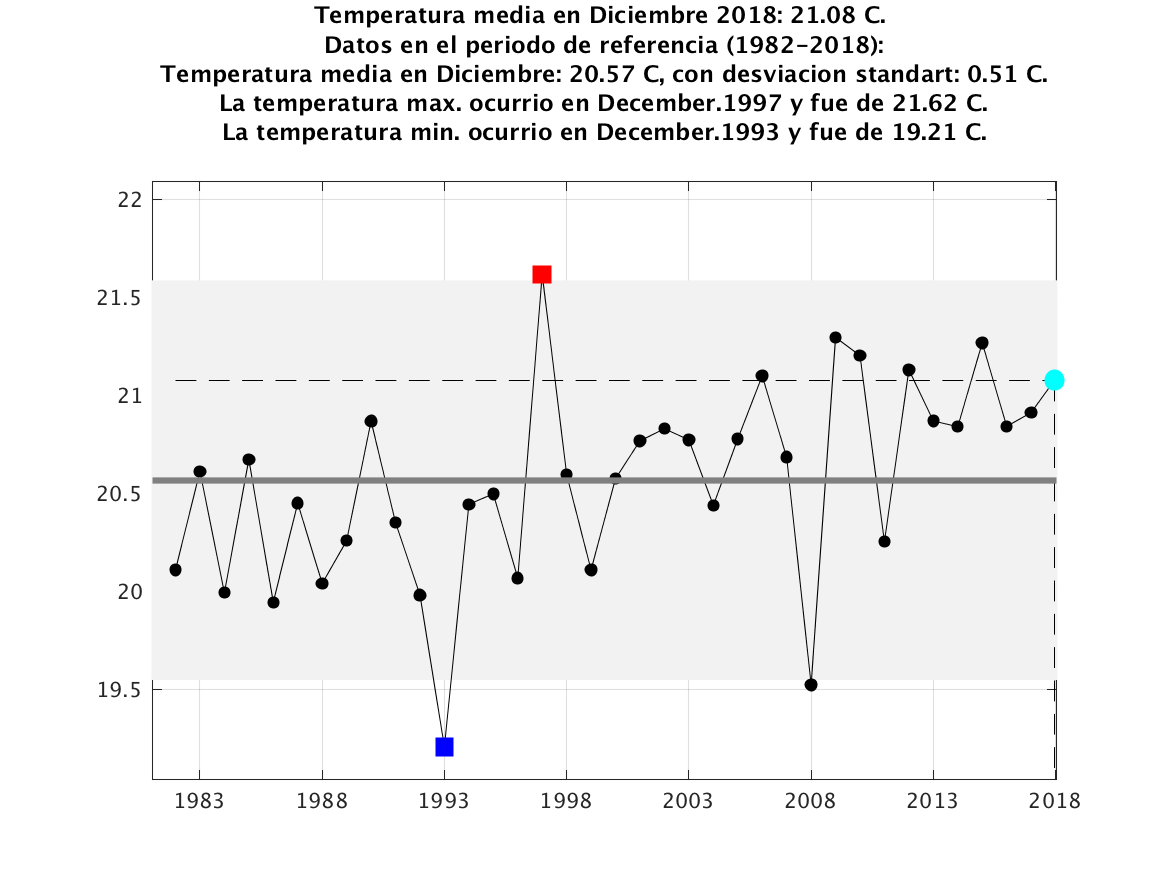 Temperatura media en Diciembre 2018: 21.08 C.
Datos en el periodo de referencia (1982-2018):
Temperatura media en Diciembre: 20.57 C, con desviacion standart: 0.51 C.
La temperatura max. ocurrio en December.1997 y fue de 21.62 C.
La temperatura min. ocurrio en December.1993 y fue de 19.21 C.
22
21.5
21
20.5
20
19.5
1983 1988 1993 1998 2003 2008 2013 2018